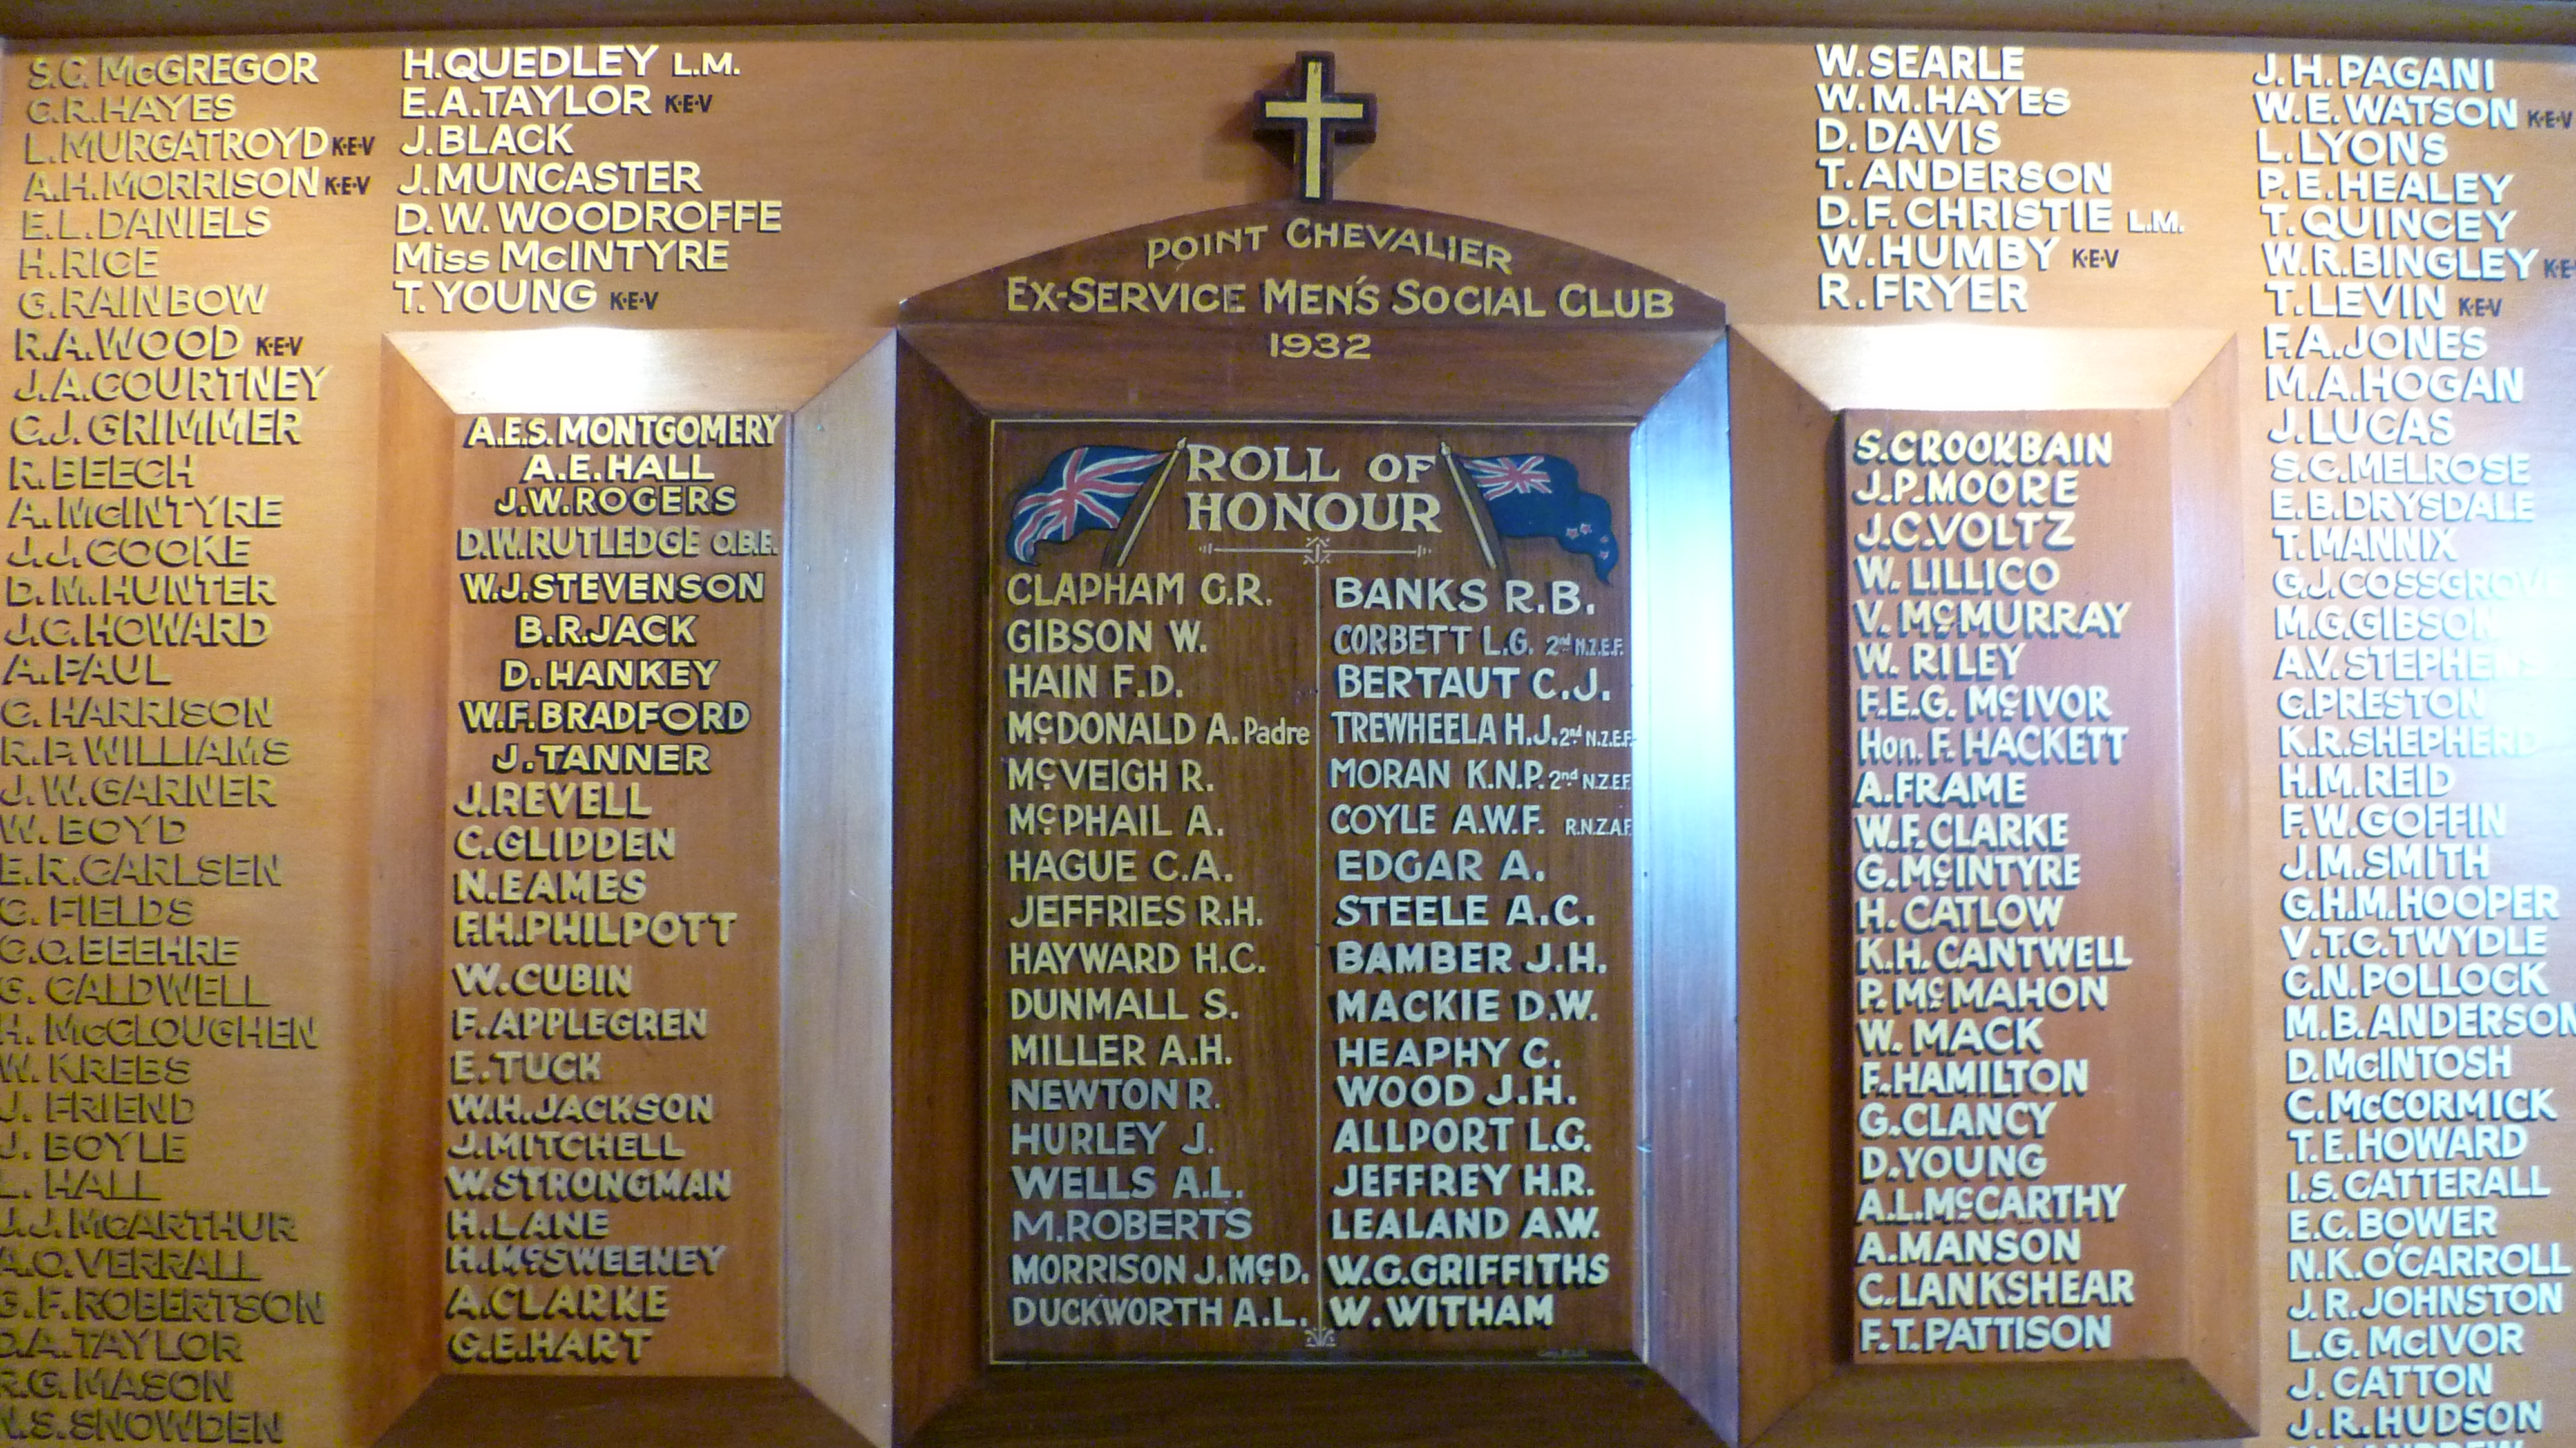 S.C. McGREGOR
C.R. HAYES
L. MURGATROYD K·E·V
A.H. MORRISON K·E·V
E.L. DANIELS
H. RICE
G. RAINBOW
R.A. WOOD K·E·V
J.A. COURTNEY
C.J. GRIMMER
R. BEECH
A. McINTYRE
J.J. COOKE
D.M. HUNTER
J.C. HOWARD
A. PAUL
C. HARRISON
R.P. WILLIAMS
J.W. GARNER
W. BOYD
E.R. CARLSEN
C. FIELDS
C.O. BEEHRE
G. CALDWELL
H. McCLOUGHEN
W. KREBS
J. FRIEND
J. BOYLE
L. HALL
J.J. McARTHUR
A.O. VERRALL
G.F. ROBERTSON
D.A. TAYLOR
R.G. MASON
N.S. SNOWDEN
H. QUEDLEY L.M.
E.A. TAYLOR K·E·V
J. BLACK
J. MUNCASTER
D.W. WOODROFFE
Miss McINTYRE
T. YOUNG K·E·V
A.E.S. MONTGOMERY
A.E. HALL
J.W. ROGERS
D.W. RUTLEDGE O.B.E.
W.J. STEVENSON
B.R. JACK
D. HANKEY
W.F. BRADFORD
J. TANNER
J. REVELL
C. GLIDDEN
N. EAMES
F.H. PHILPOTT
W. CUBIN
F. APPLEGREN
E. TUCK
W.H. JACKSON
J. MITCHELL
W. STRONGMAN
H. LANE
H. McSWEENEY
A. CLARKE
G.E. HART
POINT CHEVALIER
EX-SERVICE MEN'S SOCIAL CLUB
1932
ROLL OF
HONOUR
CLAPHAM G.R.
GIBSON W.
HAIN F.D.
McDONALD A. Padre
McVEIGH R.
McPHAIL A.
HAGUE C.A.
JEFFRIES R.H.
HAYWARD H.C.
DUNMALL S.
MILLER A.H.
NEWTON R.
HURLEY J.
WELLS A.L.
M. ROBERTS
MORRISON J. McD.
DUCKWORTH A.L.
BANKS R.B.
CORBETT L.G. 2nd N.Z.E.F.
BERTAUT C.J.
TREWHEELA H.J. 2nd N.Z.E.F.
MORAN K.N.P. 2nd N.Z.E.F.
COYLE A.W.F. R.N.Z.A.F.
EDGAR A.
STEELE A.C.
BAMBER J.H.
MACKIE D.W.
HEAPHY C.
WOOD J.H.
ALLPORT L.G.
JEFFREY H.R.
LEALAND A.W.
W.G. GRIFFITHS
W. WITHAM
W. SEARLE
W.M. HAYES
D. DAVIS
T. ANDERSON
D.F. CHRISTIE L.M.
W. HUMBY K·E·V
R. FRYER
S. CROOKBAIN
J.P. MOORE
J.C. VOLTZ
W. LILLICO
V. McMURRAY
W. RILEY
F.E.G. McIVOR
Hon. F. HACKETT
A. FRAME
W.F. CLARKE
G. McINTYRE
H. CATLOW
K.H. CANTWELL
P. McMAHON
W. MACK
F. HAMILTON
G. CLANCY
D. YOUNG
A.L. McCARTHY
A. MANSON
C. LANKSHEAR
F.T. PATTISON
J.H. PAGANI
W.E. WATSON K·E·V
L. LYONS
P.E. HEALEY
T. QUINCEY
W.R. BINGLEY K·E
T. LEVIN K·E·V
F.A. JONES
M.A. HOGAN
J. LUCAS
S.C. MELROSE
E.B. DRYSDALE
T. MANNIX
G.J. COSSGROVE
M.G. GIBSON
A.V. STEPHENS
C. PRESTON
K.R. SHEPHERD
H.M. REID
F.W. GOFFIN
J.M. SMITH
G.H.M. HOOPER
V.T.C. TWYDLE
C.N. POLLOCK
M.B. ANDERSON
D. McINTOSH
C. McCORMICK
T.E. HOWARD
I.S. CATTERALL
E.C. BOWER
N.K. O'CARROLL
J.R. JOHNSTON
L.G. McIVOR
J. CATTON
J.R. HUDSON